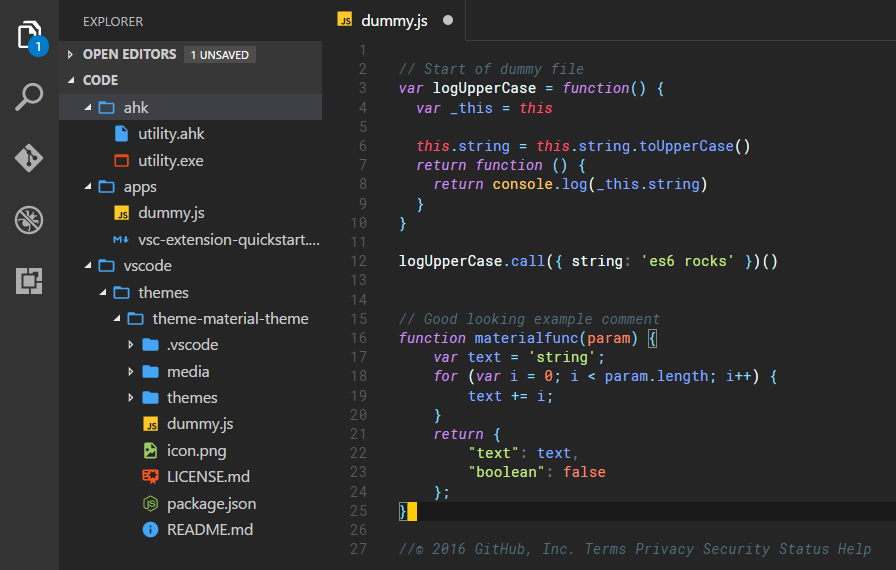 EXPLORER
OPEN EDITORS 1 UNSAVED
CODE
ahk
utility.ahk
utility.exe
apps
JS dummy.js
M↓ vsc-extension-quickstart....
vscode
themes
theme-material-theme
.vscode
media
themes
JS dummy.js
icon.png
LICENSE.md
JS package.json
i README.md
1
JS dummy.js
1
2 // Start of dummy file
3 var logUpperCase = function() {
4   var _this = this
5
6   this.string = this.string.toUpperCase()
7   return function () {
8     return console.log(_this.string)
9   }
10 }
11
12 logUpperCase.call({ string: 'es6 rocks' })()
13
14
15 // Good looking example comment
16 function materialfunc(param) {
17     var text = 'string';
18     for (var i = 0; i < param.length; i++) {
19         text += i;
20     }
21     return {
22         "text": text,
23         "boolean": false
24     };
25 }
26
27 //© 2016 GitHub, Inc. Terms Privacy Security Status Help